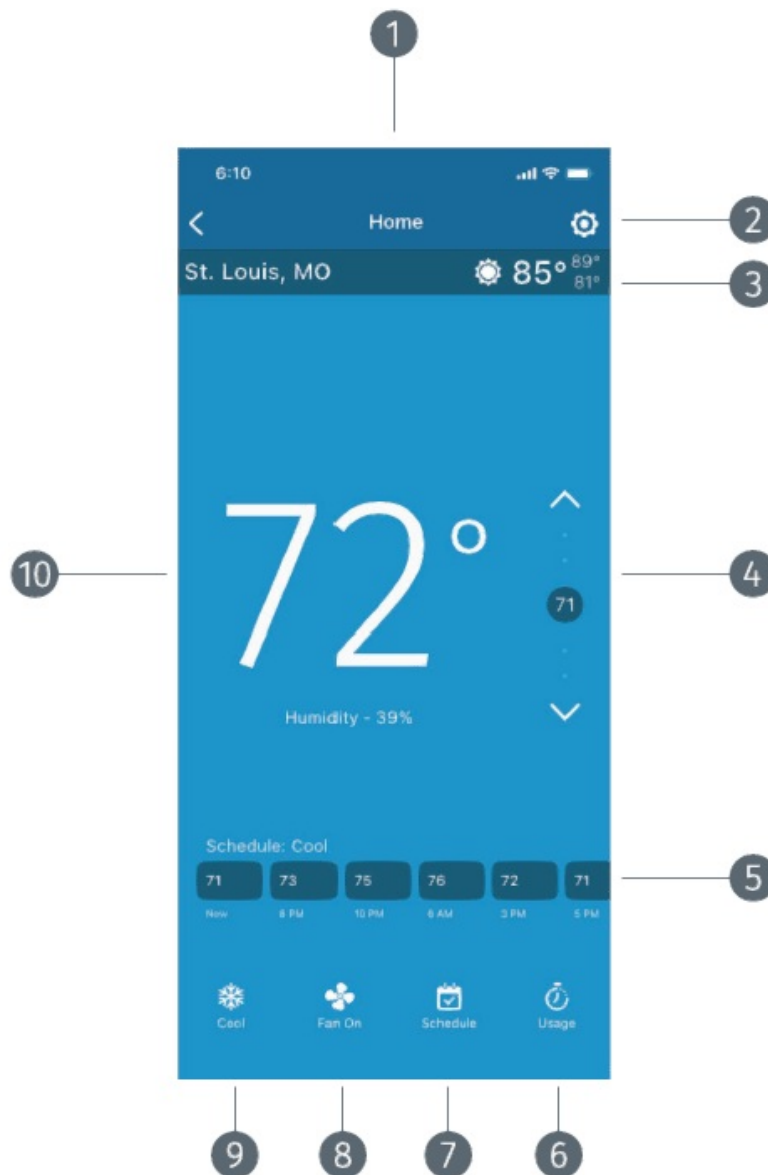 1
6:10
Home
2
St. Louis, MO 85° 89°
81°
3
72°
71
10
4
Humidity - 39%
Schedule: Cool
71 73 75 76 72 71
5
Now 8 PM 10 PM 6 AM 3 PM 5 PM
Cool Fan On Schedule Usage
9 8 7 6